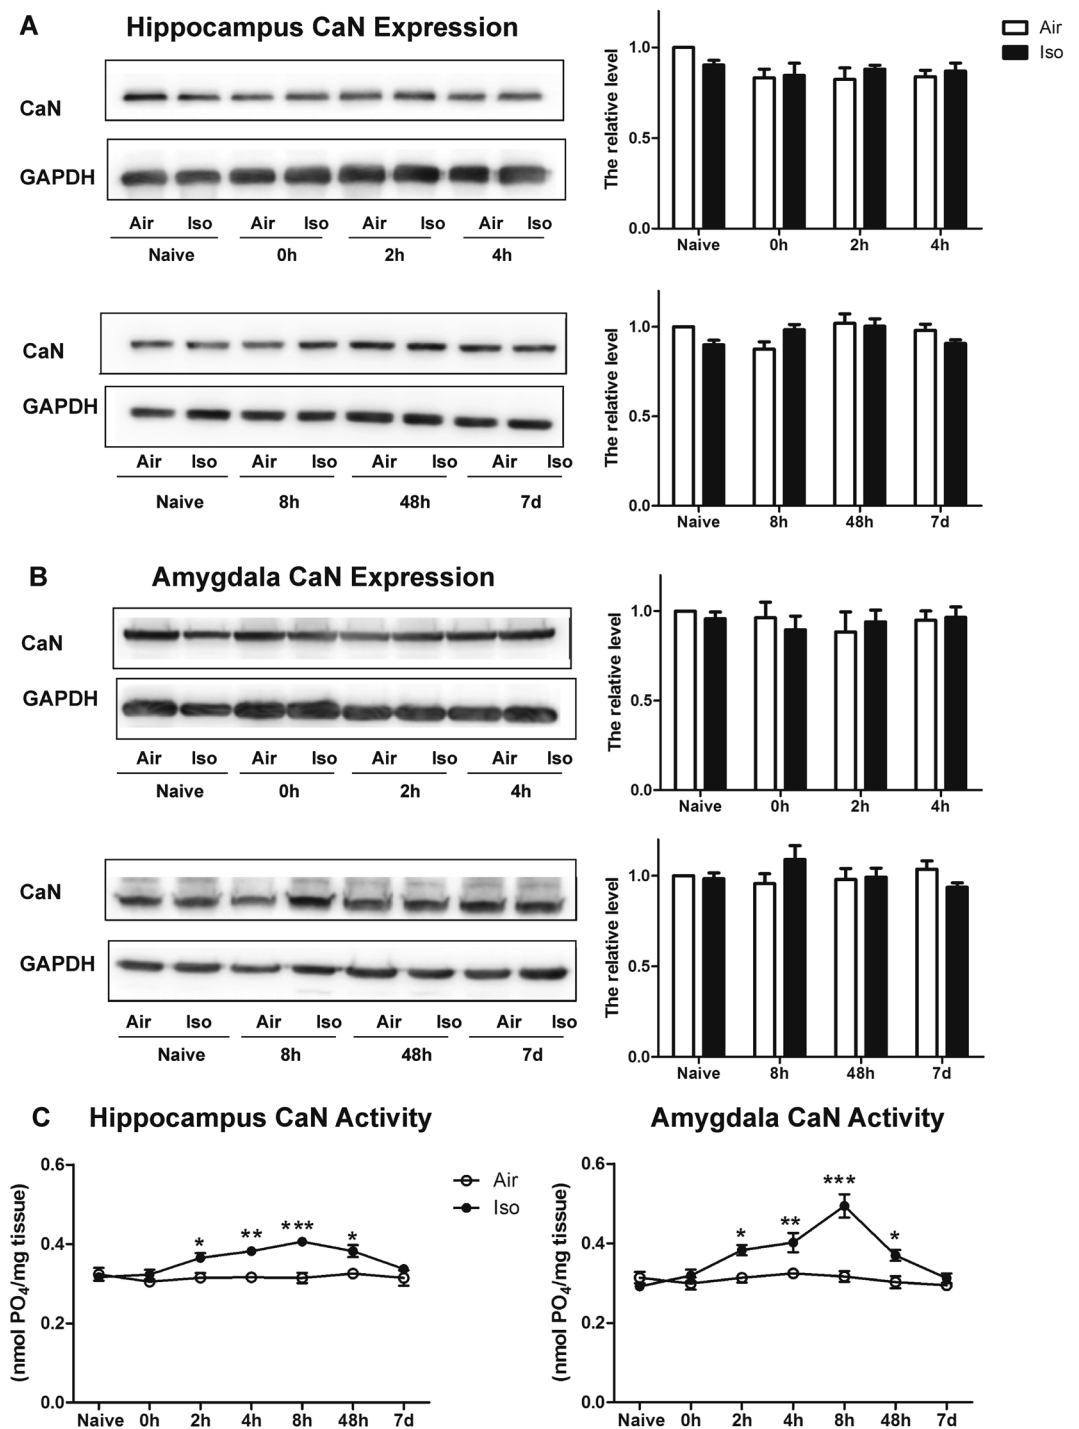 A Hippocampus CaN Expression
CaN
GAPDH
Air Iso Air Iso Air Iso Air Iso
Naive 0h 2h 4h
The relative level
1.0
0.5
0.0
Naive 0h 2h 4h
Air
Iso
CaN
GAPDH
Air Iso Air Iso Air Iso Air Iso
Naive 8h 48h 7d
The relative level
1.0
0.5
0.0
Naive 8h 48h 7d
B Amygdala CaN Expression
CaN
GAPDH
Air Iso Air Iso Air Iso Air Iso
Naive 0h 2h 4h
The relative level
1.0
0.5
0.0
Naive 0h 2h 4h
CaN
GAPDH
Air Iso Air Iso Air Iso Air Iso
Naive 8h 48h 7d
The relative level
1.0
0.5
0.0
Naive 8h 48h 7d
C Hippocampus CaN Activity
(nmol PO4/mg tissue)
0.6
0.4
0.2
0.0
* ** *** *
Naive 0h 2h 4h 8h 48h 7d
Air
Iso
Amygdala CaN Activity
(nmol PO4/mg tissue)
0.6
0.4
0.2
0.0
* ** *** *
Naive 0h 2h 4h 8h 48h 7d